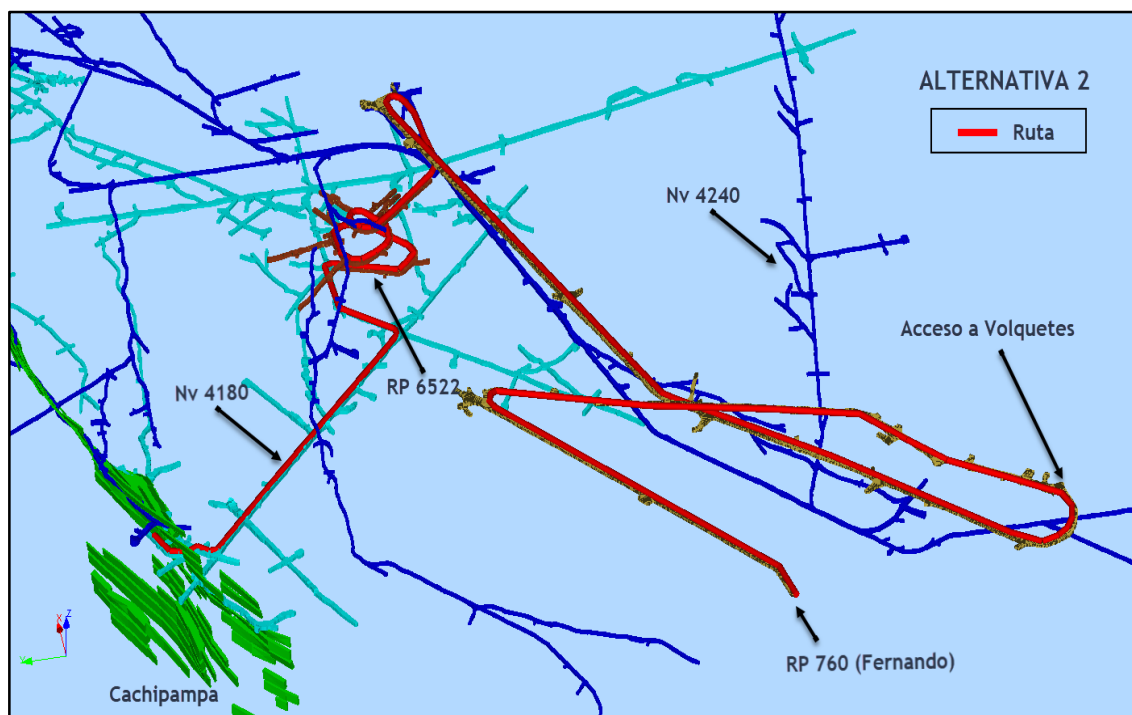 ALTERNATIVA 2
Ruta
Nv 4240
Acceso a Volquetes
RP 6522
Nv 4180
RP 760 (Fernando)
Cachipampa
X
Z
Y